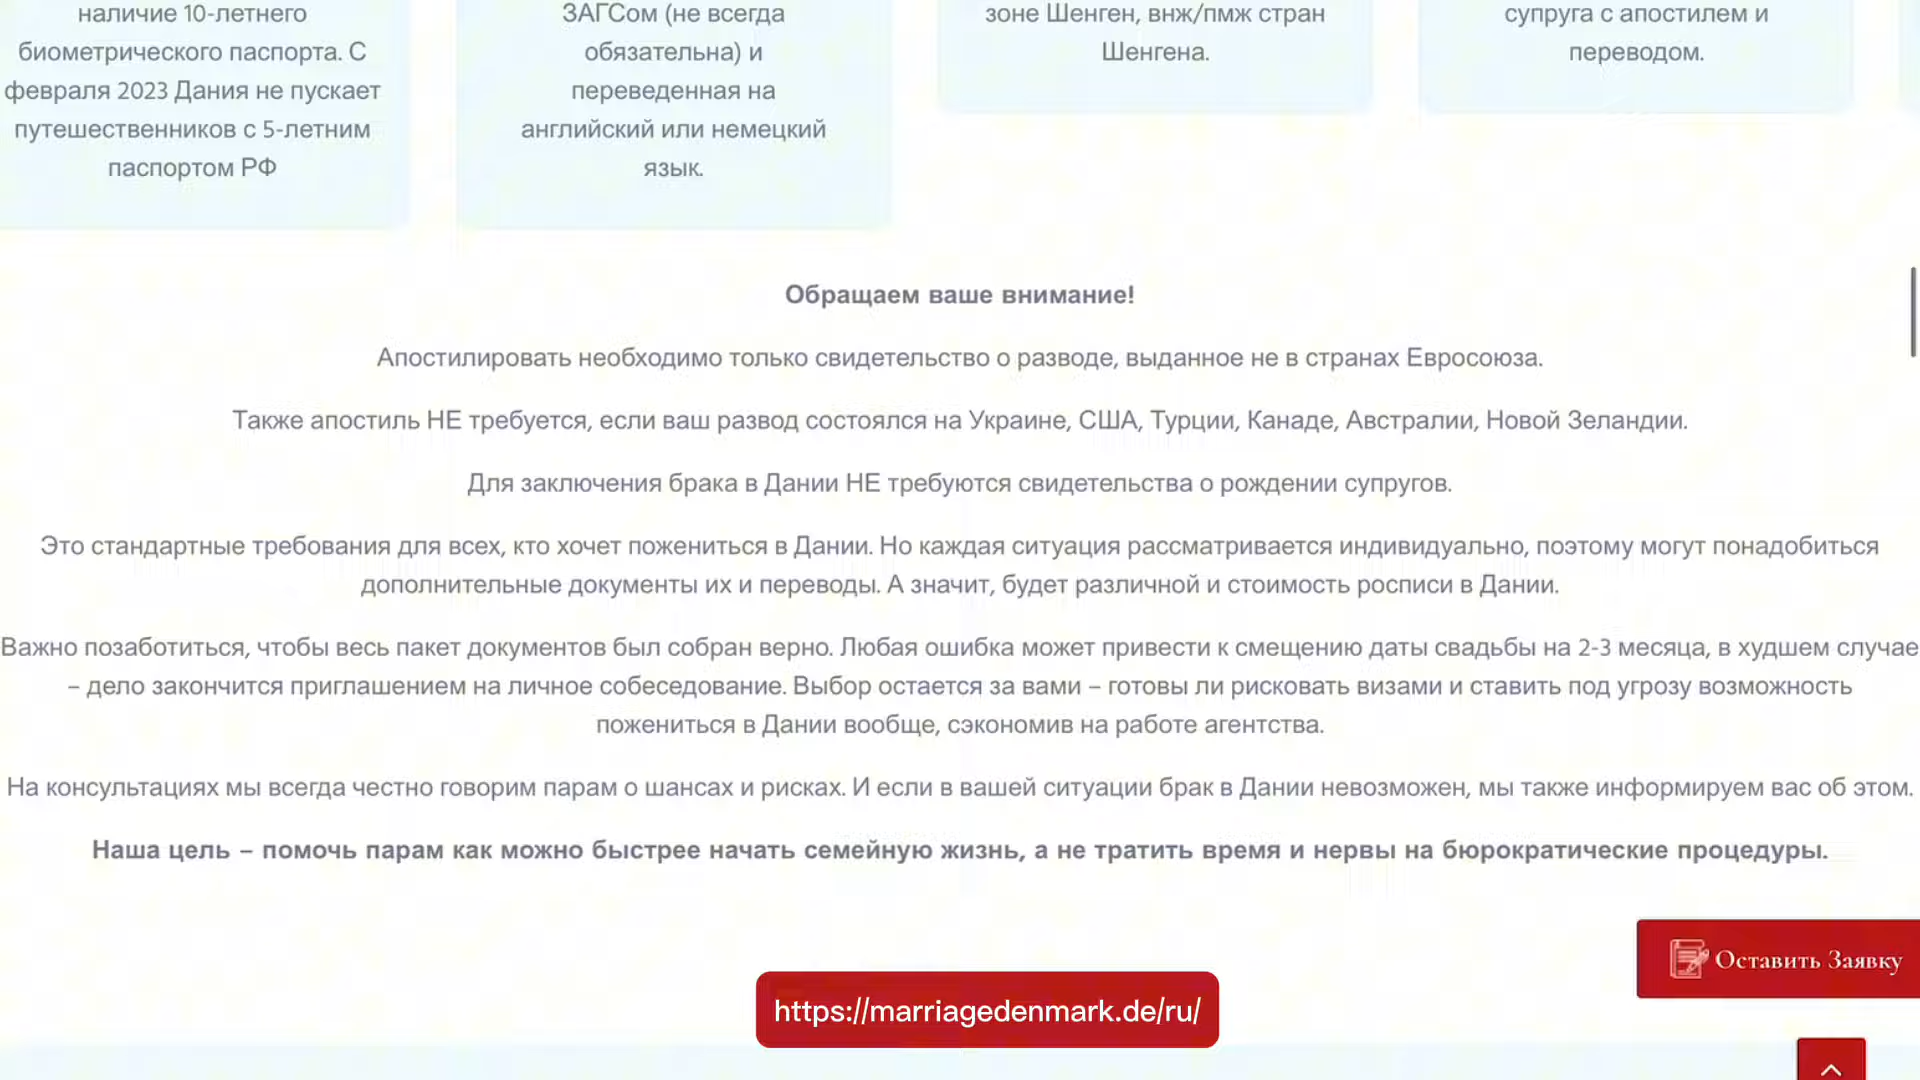 наличие 10-летнего
биометрического паспорта. С
февраля 2023 Дания не пускает
путешественников с 5-летним
паспортом РФ
ЗАГСом (не всегда
обязательна) и
переведенная на
английский или немецкий
язык.
зоне Шенген, внж/пмж стран
Шенгена.
супруга с апостилем и
переводом.
Обращаем ваше внимание!
Апостилировать необходимо только свидетельство о разводе, выданное не в странах Евросоюза.
Также апостиль НЕ требуется, если ваш развод состоялся на Украине, США, Турции, Канаде, Австралии, Новой Зеландии.
Для заключения брака в Дании НЕ требуются свидетельства о рождении супругов.
Это стандартные требования для всех, кто хочет пожениться в Дании. Но каждая ситуация рассматривается индивидуально, поэтому могут понадобиться
дополнительные документы их и переводы. А значит, будет различной и стоимость росписи в Дании.
Важно позаботиться, чтобы весь пакет документов был собран верно. Любая ошибка может привести к смещению даты свадьбы на 2-3 месяца, в худшем случае
– дело закончится приглашением на личное собеседование. Выбор остается за вами – готовы ли рисковать визами и ставить под угрозу возможность
пожениться в Дании вообще, сэкономив на работе агентства.
На консультациях мы всегда честно говорим парам о шансах и рисках. И если в вашей ситуации брак в Дании невозможен, мы также информируем вас об этом.
Наша цель – помочь парам как можно быстрее начать семейную жизнь, а не тратить время и нервы на бюрократические процедуры.
Оставить Заявку
https://marriagedenmark.de/ru/